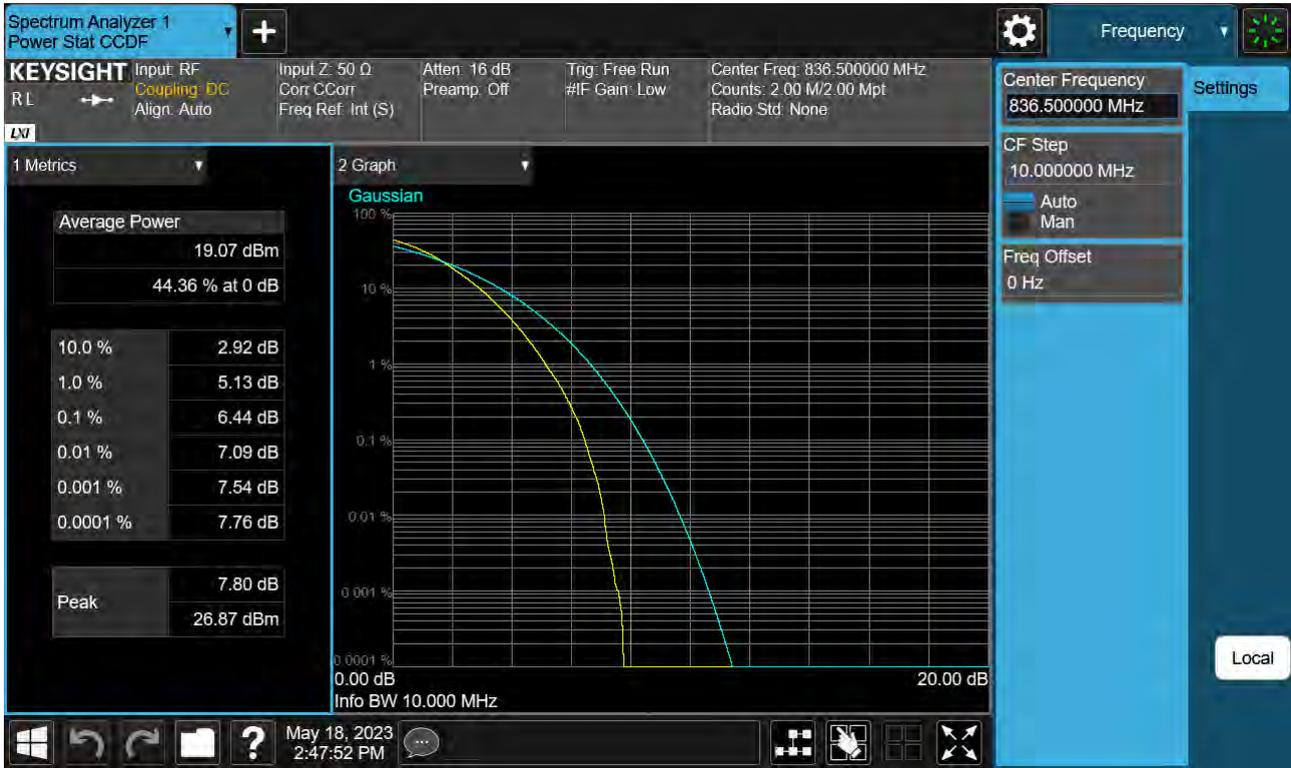 Spectrum Analyzer 1
Power Stat CCDF
Frequency
KEYSIGHT
R L
LXI
Input: RF
Coupling: DC
Align: Auto
Input Z: 50 Ω
Corr CCorr
Freq Ref: Int (S)
Atten: 16 dB
Preamp: Off
Trig: Free Run
#IF Gain: Low
Center Freq: 836.500000 MHz
Counts: 2.00 M/2.00 Mpt
Radio Std: None
Center Frequency
836.500000 MHz
Settings
CF Step
10.000000 MHz
Auto
Man
Freq Offset
0 Hz
Local
1 Metrics
Average Power
19.07 dBm
44.36 % at 0 dB
10.0 % 2.92 dB
1.0 % 5.13 dB
0.1 % 6.44 dB
0.01 % 7.09 dB
0.001 % 7.54 dB
0.0001 % 7.76 dB
Peak
7.80 dB
26.87 dBm
2 Graph
Gaussian
100 %
10 %
1 %
0.1 %
0.01 %
0.001 %
0.0001 %
0.00 dB 20.00 dB
Info BW 10.000 MHz
?
May 18, 2023
2:47:52 PM